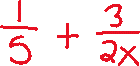 1/5 + 3/2x